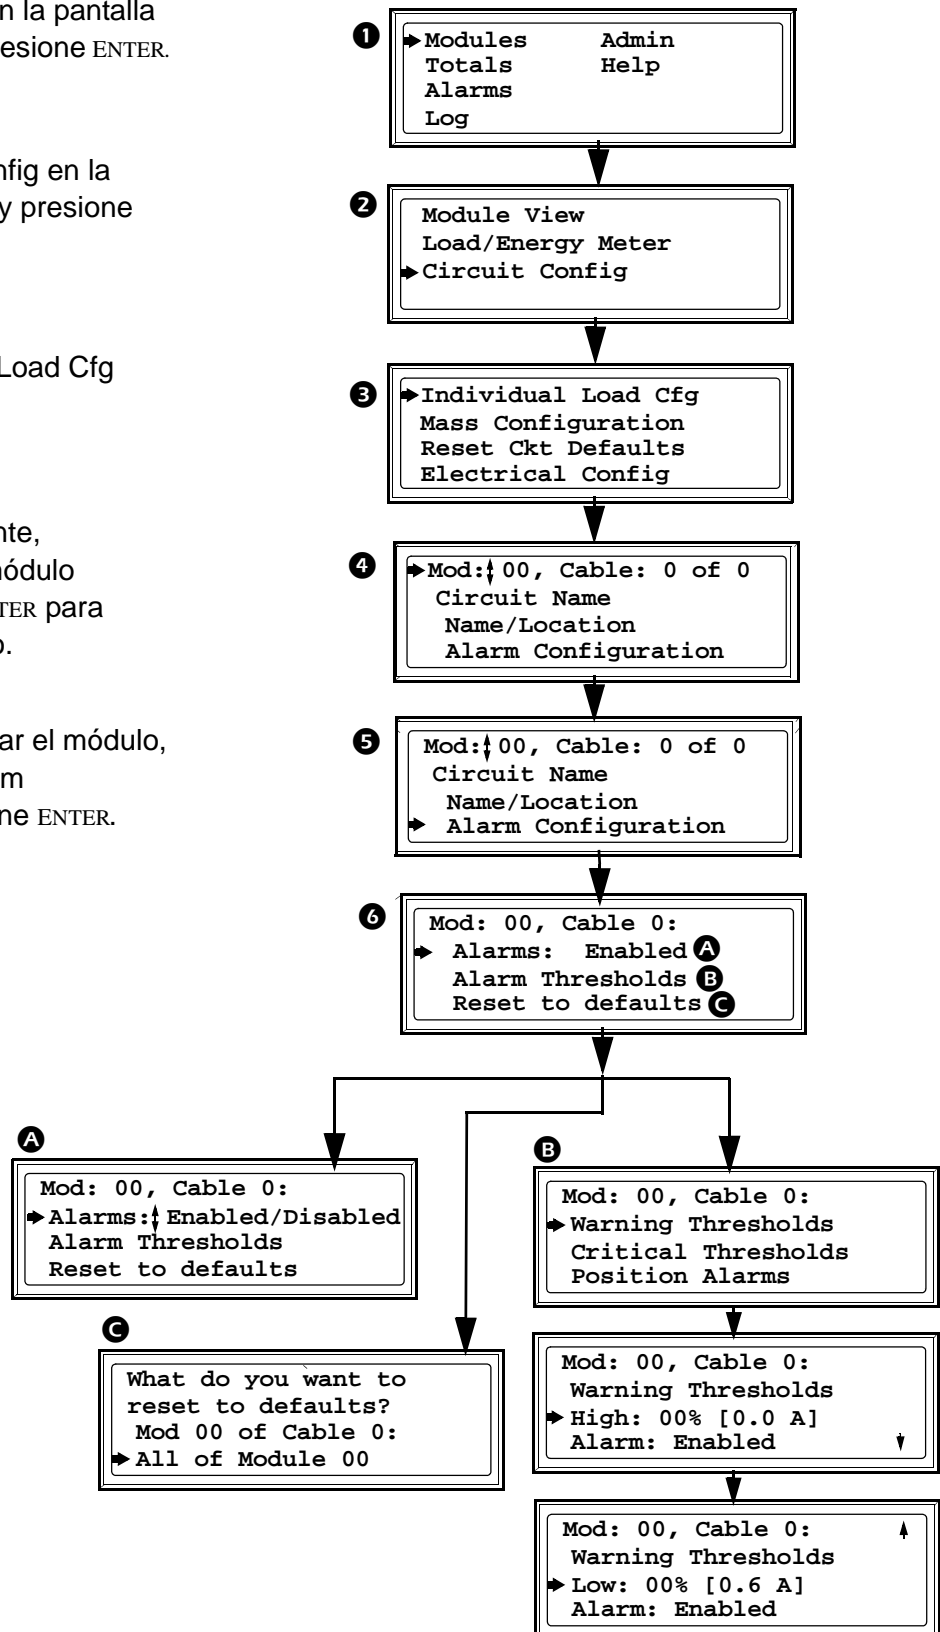 n la pantalla
esione ENTER.
nfig en la
y presione
Load Cfg
nte,
módulo
TER para
o.
ar el módulo,
m
ne ENTER.
1
Modules Admin
Totals Help
Alarms
Log
2
Module View
Load/Energy Meter
Circuit Config
3
Individual Load Cfg
Mass Configuration
Reset Ckt Defaults
Electrical Config
4
Mod: 00, Cable: 0 of 0
Circuit Name
Name/Location
Alarm Configuration
5
Mod: 00, Cable: 0 of 0
Circuit Name
Name/Location
Alarm Configuration
6
Mod: 00, Cable 0:
Alarms: Enabled A
Alarm Thresholds B
Reset to defaults C
A
Mod: 00, Cable 0:
Alarms: Enabled/Disabled
Alarm Thresholds
Reset to defaults
C
What do you want to
reset to defaults?
Mod 00 of Cable 0:
All of Module 00
B
Mod: 00, Cable 0:
Warning Thresholds
Critical Thresholds
Position Alarms
Mod: 00, Cable 0:
Warning Thresholds
High: 00% [0.0 A]
Alarm: Enabled
Mod: 00, Cable 0:
Warning Thresholds
Low: 00% [0.6 A]
Alarm: Enabled